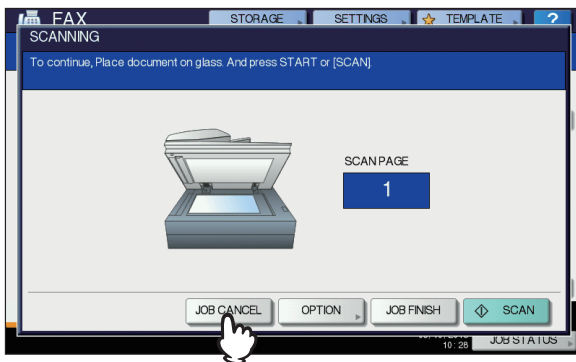 FAX
STORAGE
SETTINGS
TEMPLATE
?
SCANNING
To continue, Place document on glass. And press START or [SCAN].
SCAN PAGE
1
JOB CANCEL
OPTION
JOB FINISH
SCAN
10:28
JOB STATUS